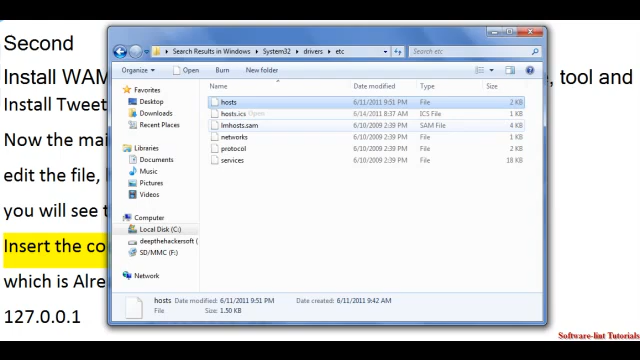 Second
Install WAM
, tool and
Install Tweet
Now the mai
edit the file, l
you will see t
Insert the co
which is Alre
127.0.0.1
Search Results in Windows System32 drivers etc
Search etc
Organize Open Burn New folder
Favorites
Desktop
Downloads
Recent Places
Libraries
Documents
Music
Pictures
Videos
Computer
Local Disk (C:)
deepthehackersoft (
SD/MMC (F:)
Network
Name Date modified Type Size
hosts 6/11/2011 9:51 PM File 2 KB
hosts.ics Open 6/14/2011 8:37 AM ICS File 1 KB
lmhosts.sam 6/10/2009 2:39 PM SAM File 4 KB
networks 6/10/2009 2:39 PM File 1 KB
protocol 6/10/2009 2:39 PM File 2 KB
services 6/10/2009 2:39 PM File 18 KB
hosts Date modified: 6/11/2011 9:51 PM Date created: 6/11/2011 9:42 AM
File Size: 1.50 KB
Software-lint Tutorials